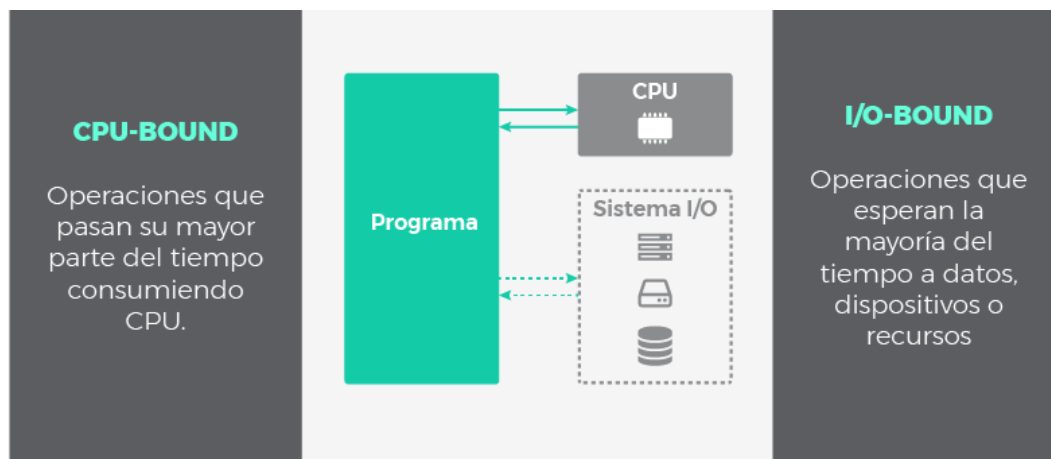 CPU-BOUND
Operaciones que
pasan su mayor
parte del tiempo
consumiendo
CPU.
Programa
CPU
Sistema I/O
I/O-BOUND
Operaciones que
esperan la
mayoría del
tiempo a datos,
dispositivos o
recursos